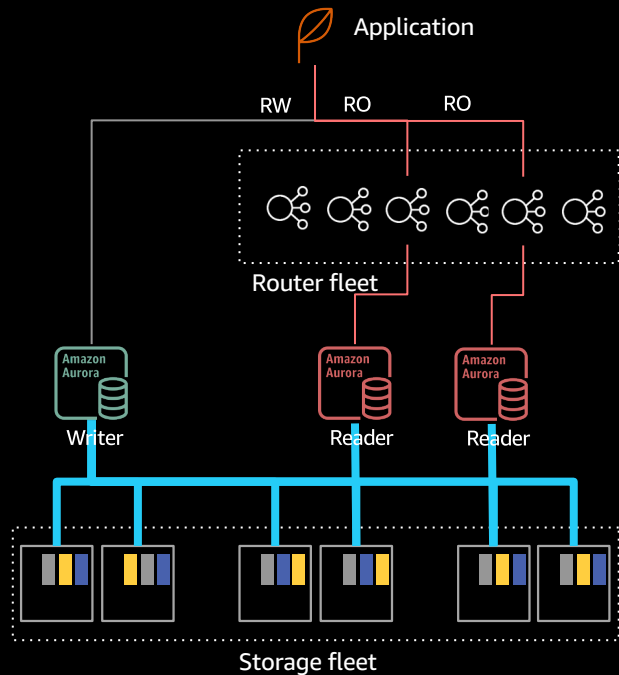 Application
RW
RO
RO
Router fleet
Amazon
Aurora
Amazon
Aurora
Amazon
Aurora
Writer
Reader
Reader
Storage fleet